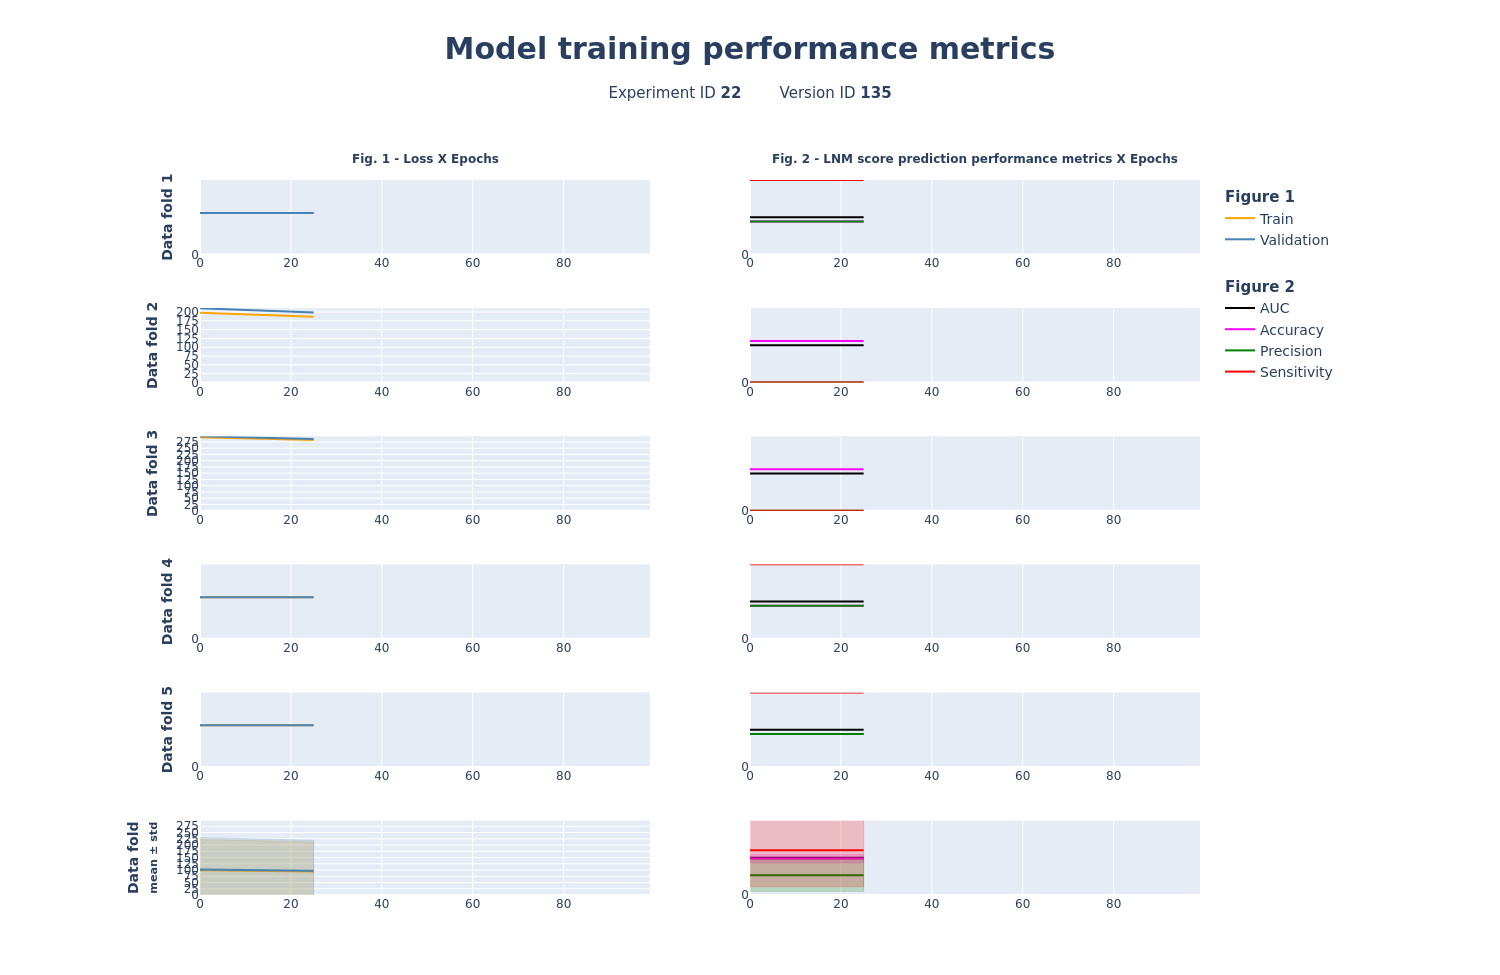 Model training performance metrics
Experiment ID 22 Version ID 135
Fig. 1 - Loss X Epochs
Fig. 2 - LNM score prediction performance metrics X Epochs
Data fold 1
0
0 20 40 60 80
0
0 20 40 60 80
Figure 1
Train
Validation
Figure 2
AUC
Accuracy
Precision
Sensitivity
Data fold 2
200
175
150
125
100
75
50
25
0
0 20 40 60 80
0
0 20 40 60 80
Data fold 3
275
250
225
200
175
150
125
100
75
50
25
0
0 20 40 60 80
0
0 20 40 60 80
Data fold 4
0
0 20 40 60 80
0
0 20 40 60 80
Data fold 5
0
0 20 40 60 80
0
0 20 40 60 80
Data fold
mean ± std
275
250
225
200
175
150
125
100
75
50
25
0
0 20 40 60 80
0
0 20 40 60 80